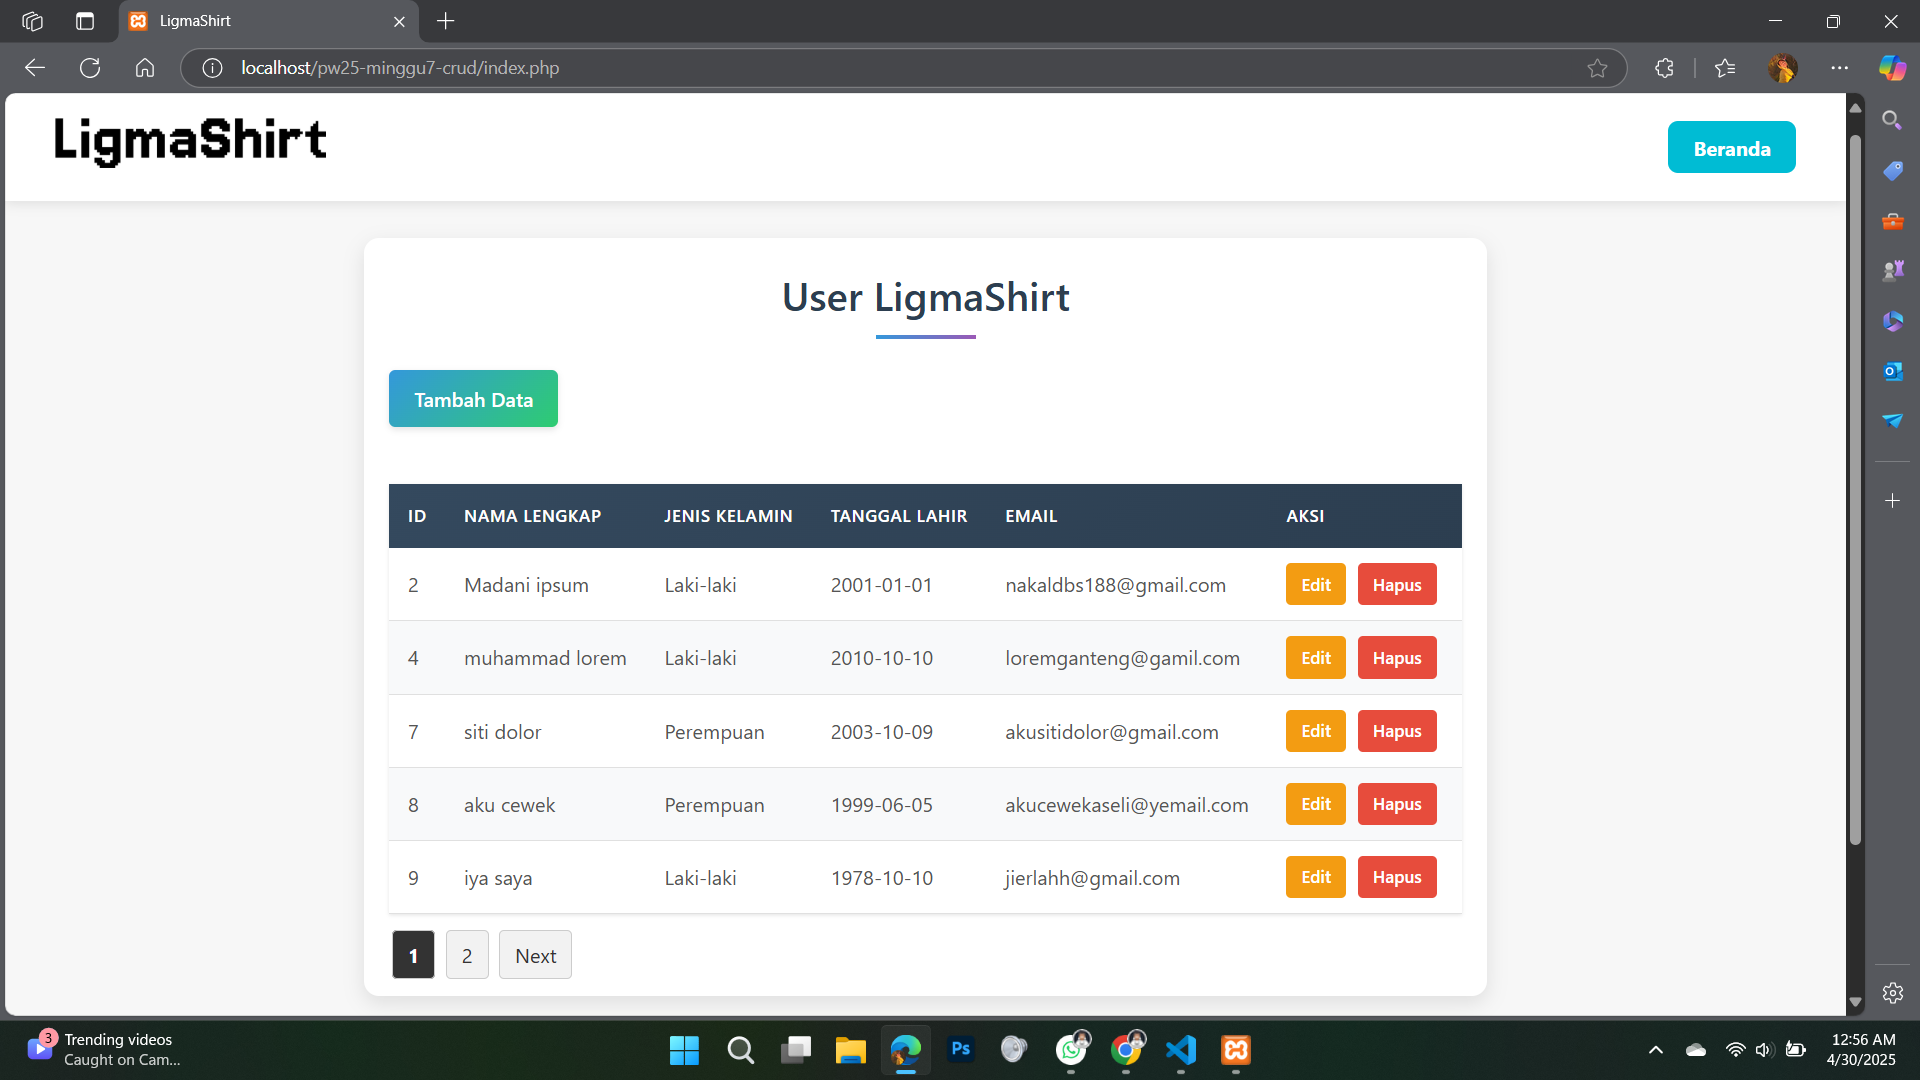 LigmaShirt
localhost/pw25-minggu7-crud/index.php
LigmaShirt
Beranda
User LigmaShirt
Tambah Data
ID NAMA LENGKAP JENIS KELAMIN TANGGAL LAHIR EMAIL AKSI
2 Madani ipsum Laki-laki 2001-01-01 nakaldbs188@gmail.com Edit Hapus
4 muhammad lorem Laki-laki 2010-10-10 loremganteng@gamil.com Edit Hapus
7 siti dolor Perempuan 2003-10-09 akusitidolor@gmail.com Edit Hapus
8 aku cewek Perempuan 1999-06-05 akucewekaseli@yemail.com Edit Hapus
9 iya saya Laki-laki 1978-10-10 jierlahh@gmail.com Edit Hapus
1 2 Next
3 Trending videos
Caught on Cam...
Ps
12:56 AM
4/30/2025